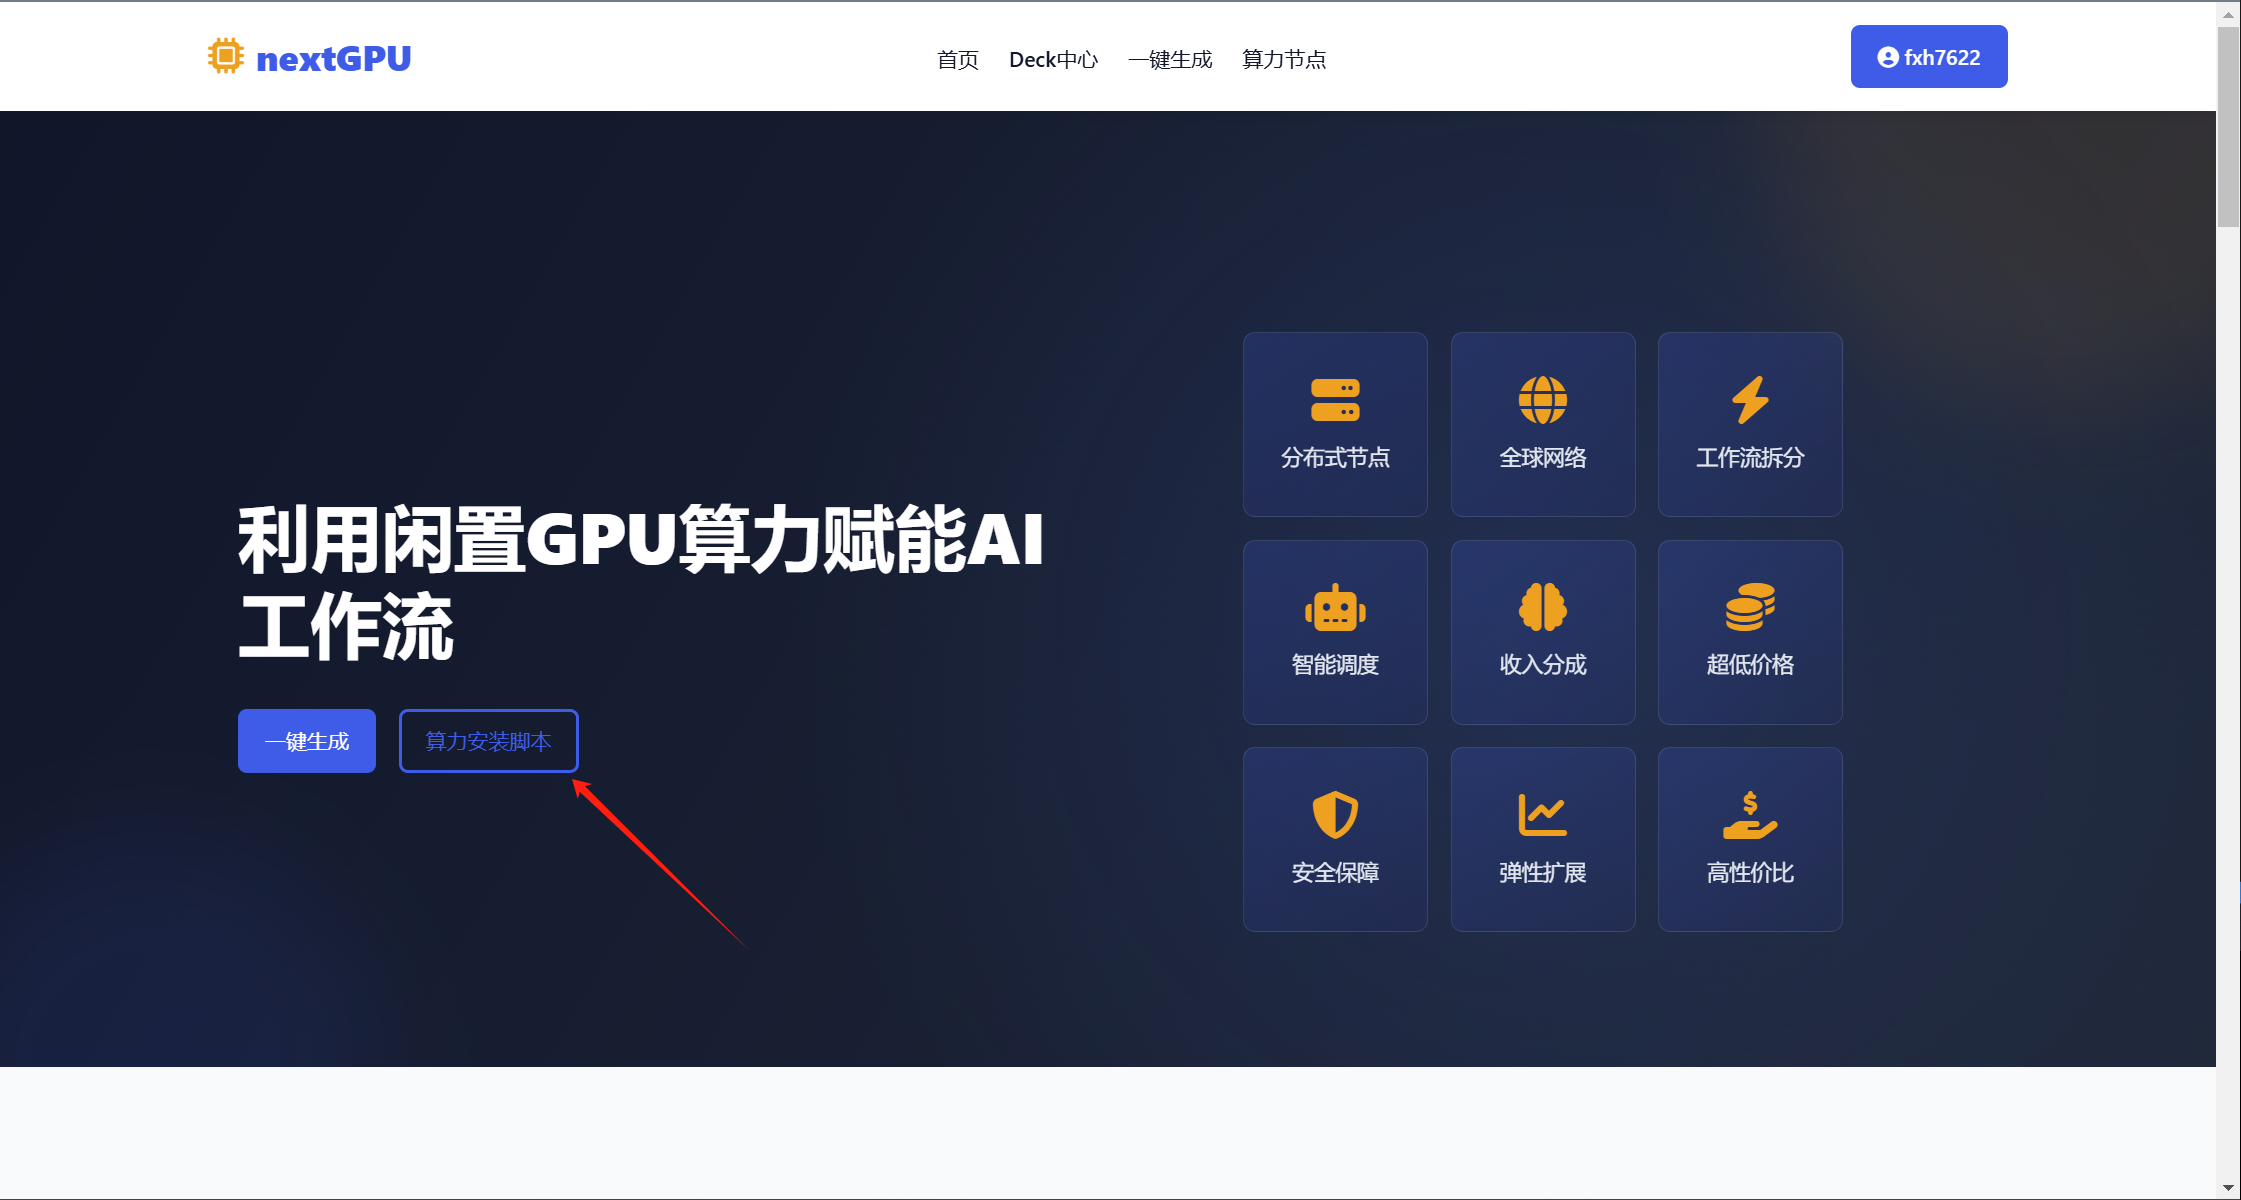 nextGPU
首页
Deck中心
一键生成
算力节点
fxh7622
利用闲置GPU算力赋能AI
工作流
一键生成
算力安装脚本
分布式节点
全球网络
工作流拆分
智能调度
收入分成
超低价格
安全保障
弹性扩展
高性价比